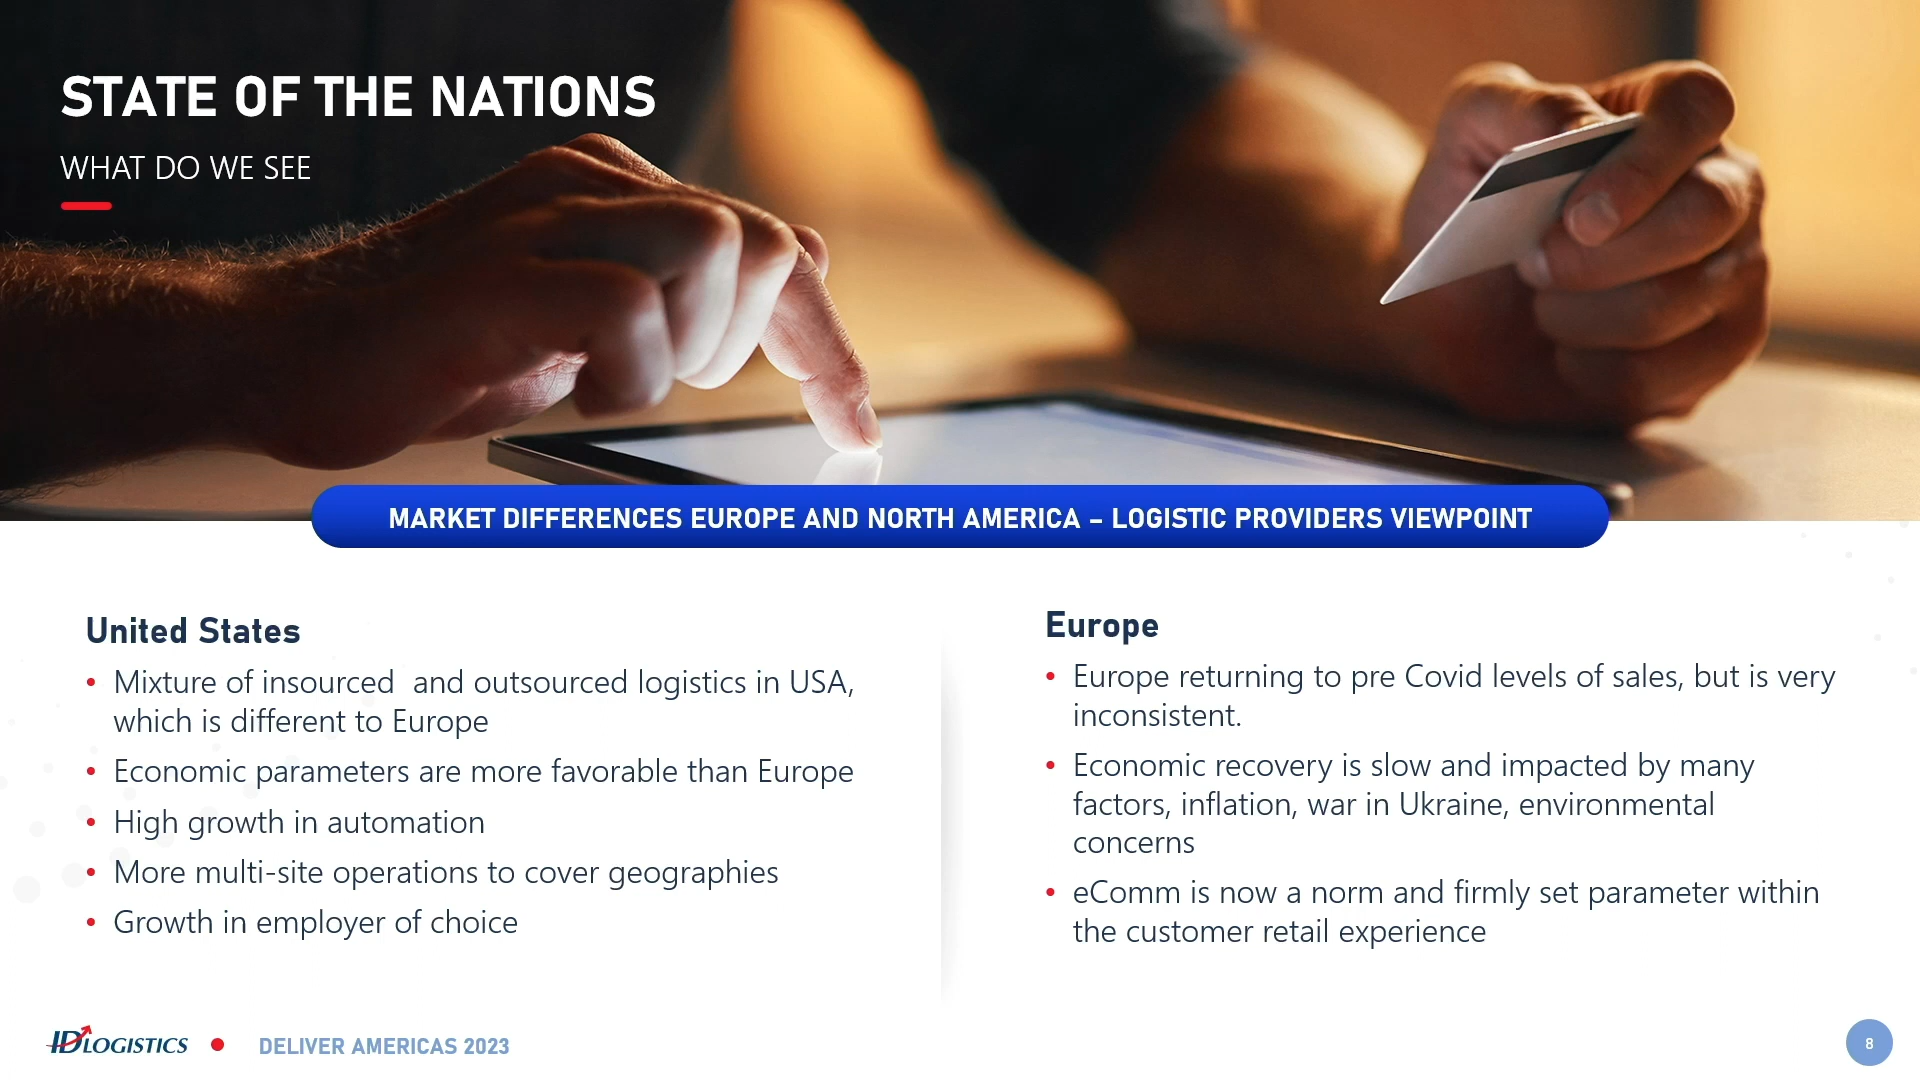 STATE OF THE NATIONS
WHAT DO WE SEE
MARKET DIFFERENCES EUROPE AND NORTH AMERICA – LOGISTIC PROVIDERS VIEWPOINT
United States
• Mixture of insourced  and outsourced logistics in USA,
which is different to Europe
• Economic parameters are more favorable than Europe
• High growth in automation
• More multi-site operations to cover geographies
• Growth in employer of choice
Europe
• Europe returning to pre Covid levels of sales, but is very
inconsistent.
• Economic recovery is slow and impacted by many
factors, inflation, war in Ukraine, environmental
concerns
• eComm is now a norm and firmly set parameter within
the customer retail experience
ID LOGISTICS
DELIVER AMERICAS 2023
8